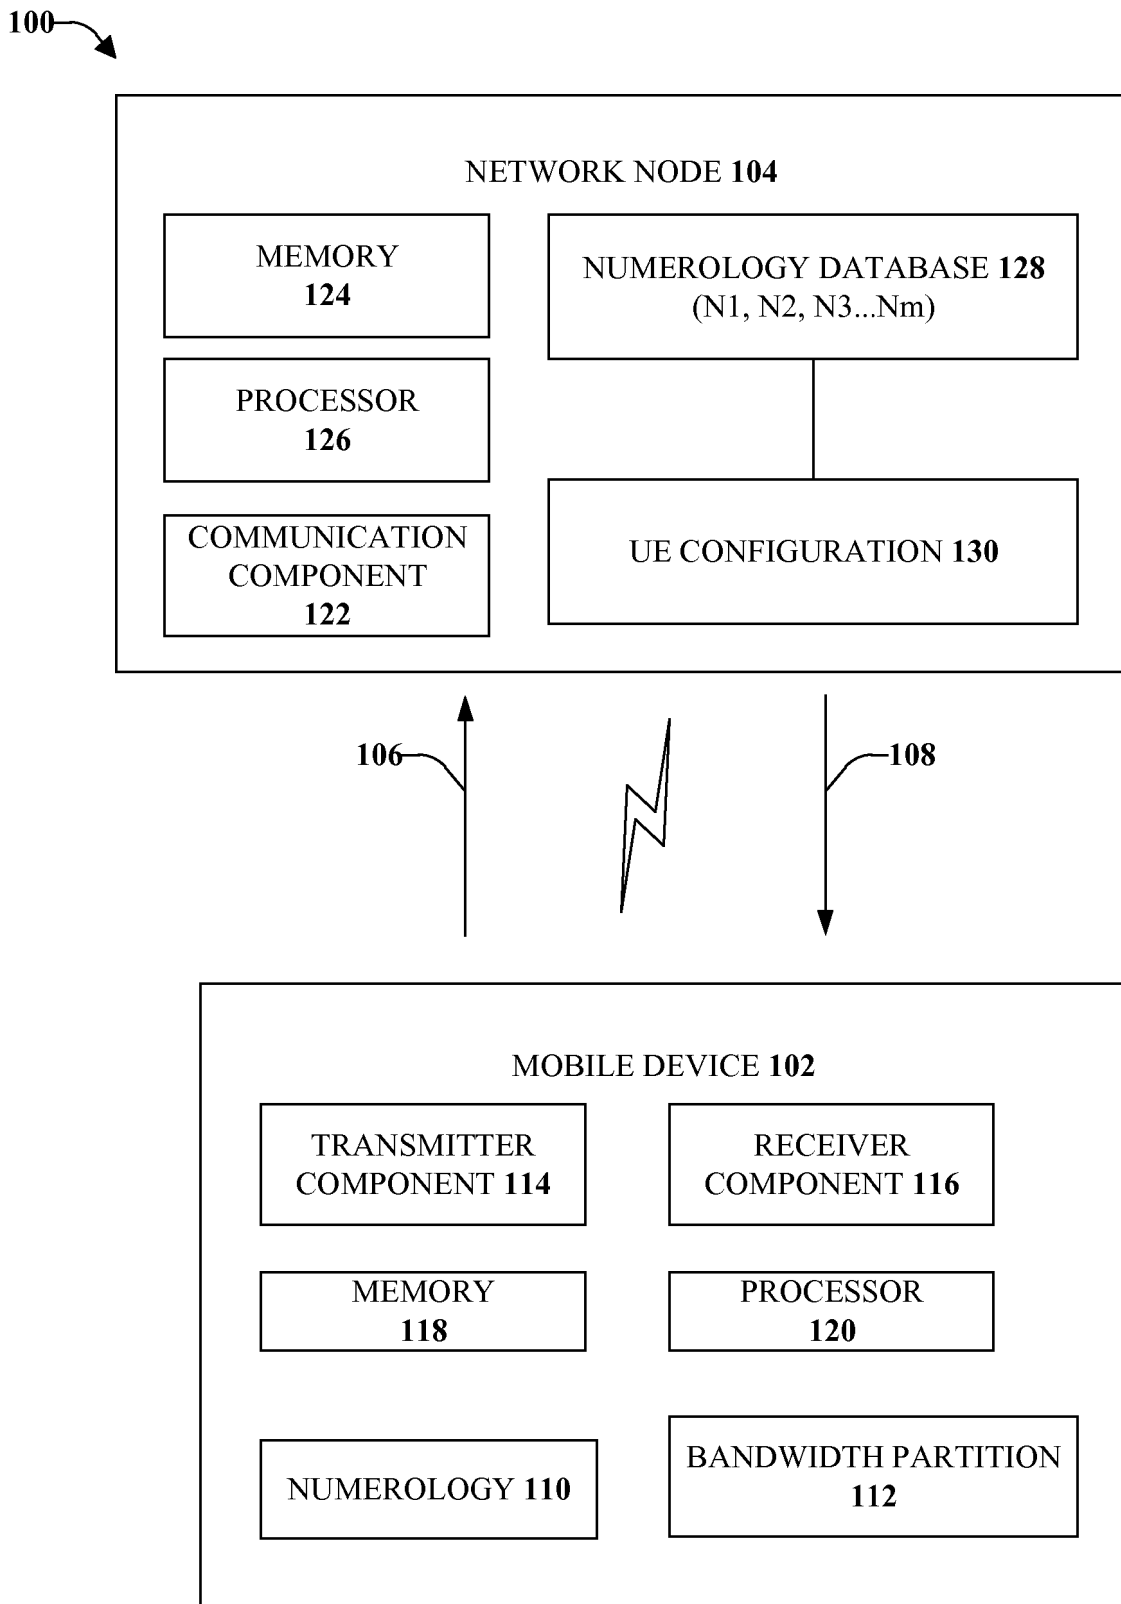 100
NETWORK NODE 104
MEMORY
124
NUMEROLOGY DATABASE 128
(N1, N2, N3...Nm)
PROCESSOR
126
COMMUNICATION
COMPONENT
122
UE CONFIGURATION 130
106
108
MOBILE DEVICE 102
TRANSMITTER
COMPONENT 114
RECEIVER
COMPONENT 116
MEMORY
118
PROCESSOR
120
NUMEROLOGY 110
BANDWIDTH PARTITION
112